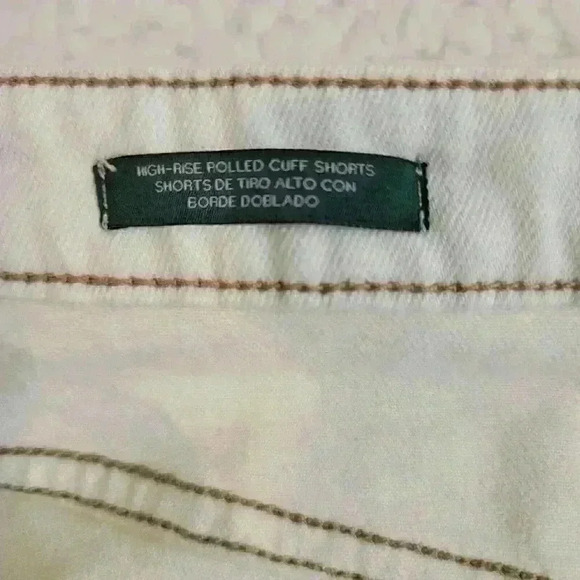 HIGH-RISE ROLLED CUFF SHORTS
SHORTS DE TIRO ALTO CON
BORDE DOBLADO